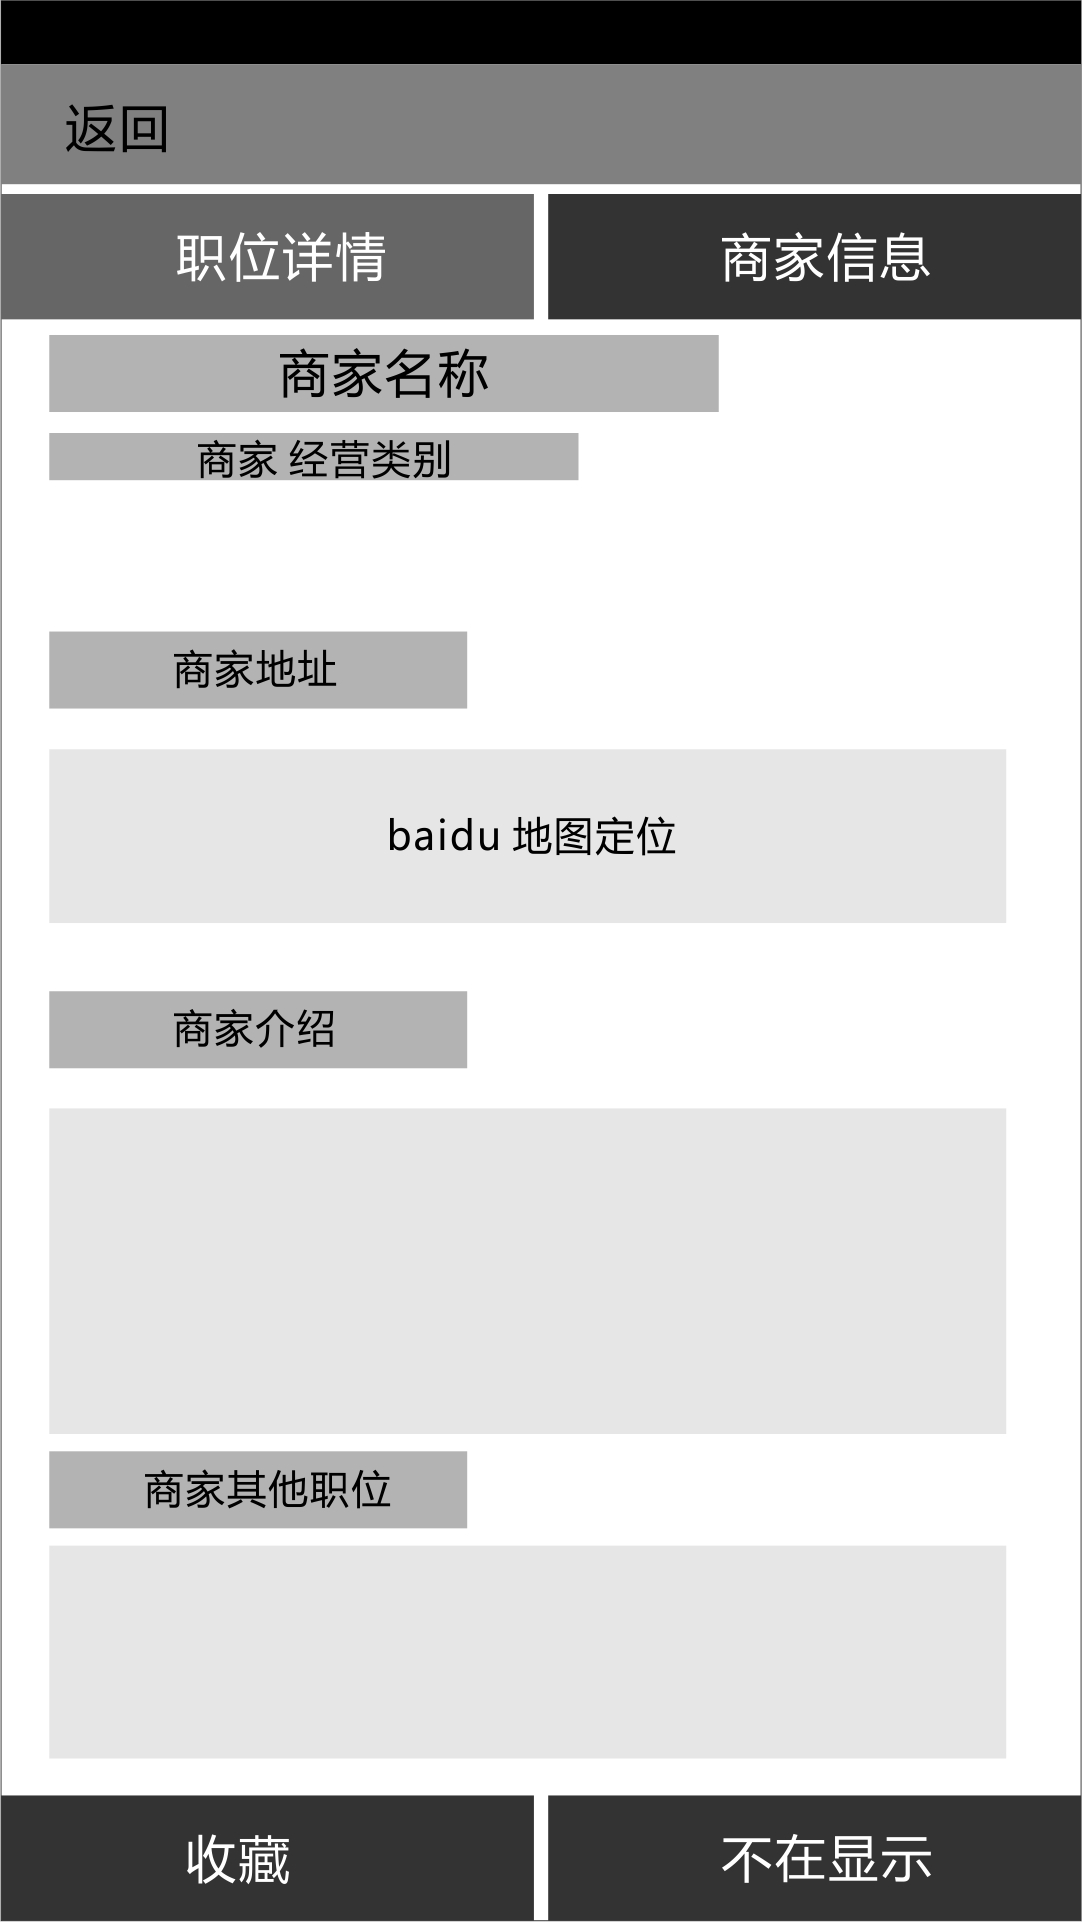 返回
职位详情
商家信息
商家名称
商家 经营类别
商家地址
baidu 地图定位
商家介绍
商家其他职位
收藏
不在显示